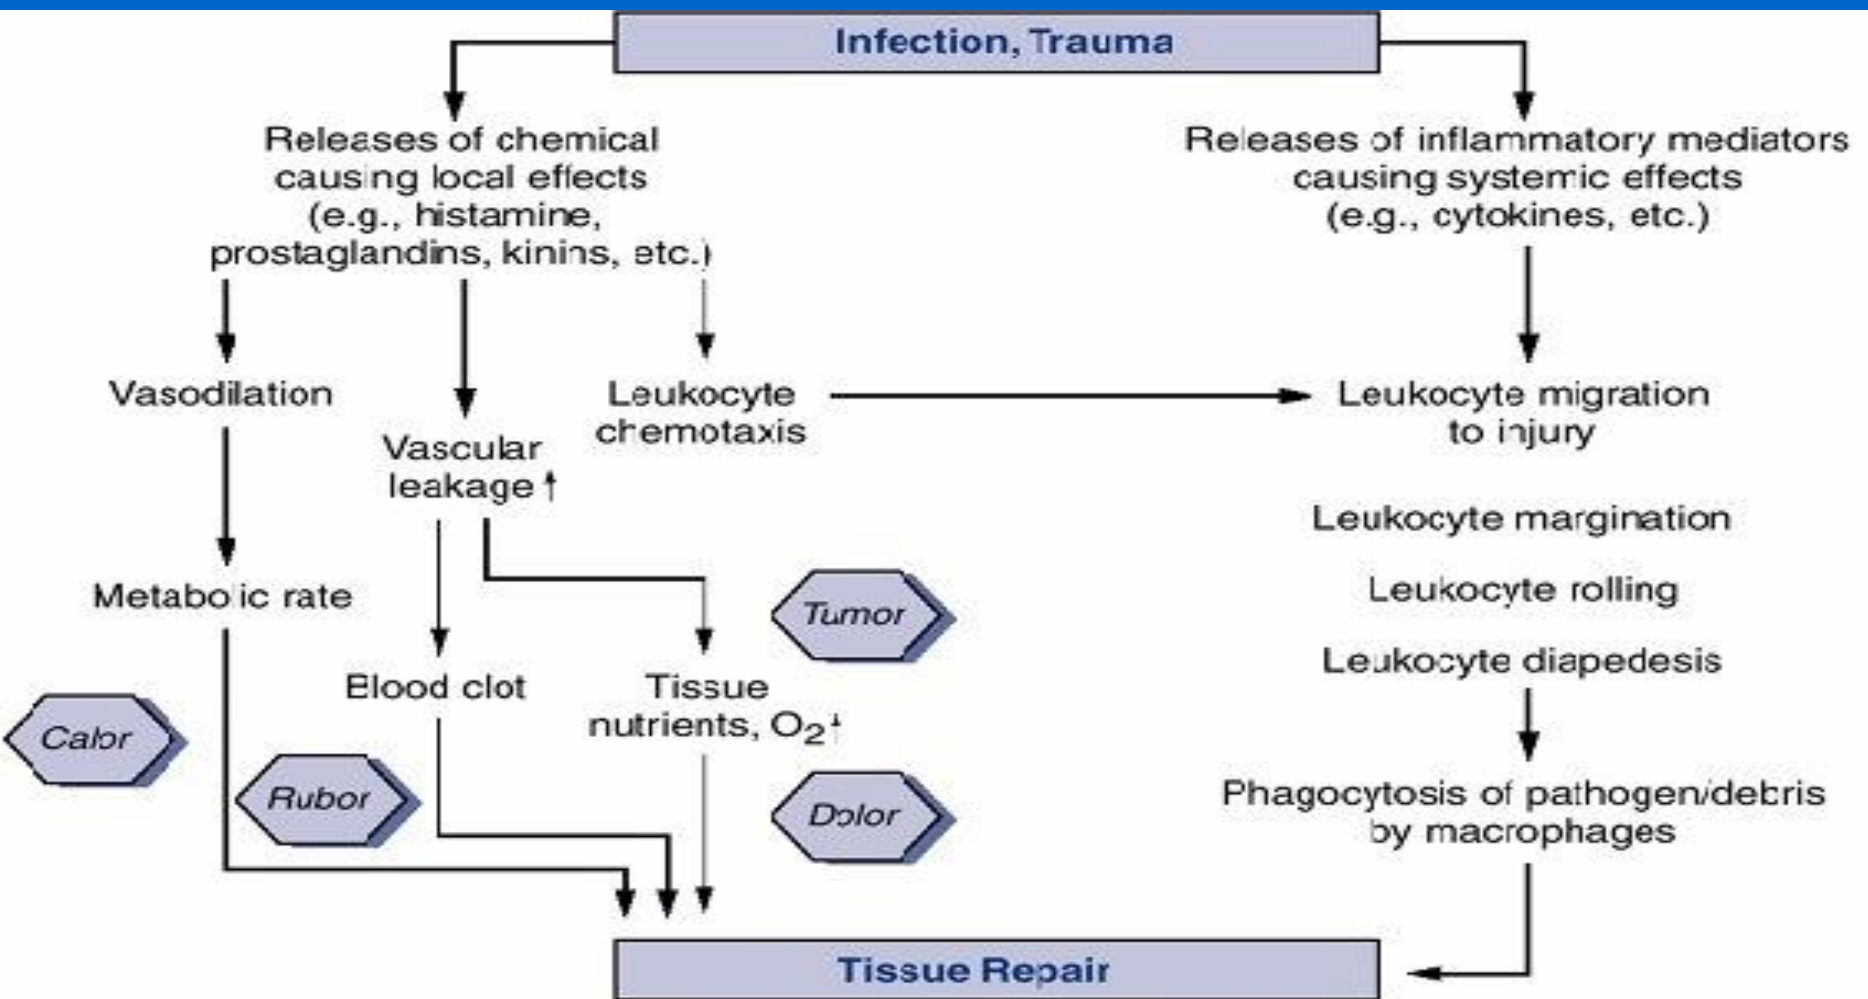 Infection, Trauma
Releases of chemical
causing local effects
(e.g., histamine,
prostaglandins, kinins, etc.)
Releases of inflammatory mediators
causing systemic effects
(e.g., cytokines, etc.)
Vasodilation
Vascular
leakage ↑
Leukocyte
chemotaxis
Leukocyte migration
to injury
Leukocyte margination
Leukocyte rolling
Leukocyte diapedesis
Metabolic rate
Blood clot
Tissue
nutrients, O₂↓
Tumor
Calor
Rubor
Dolor
Phagocytosis of pathogen/debris
by macrophages
Tissue Repair